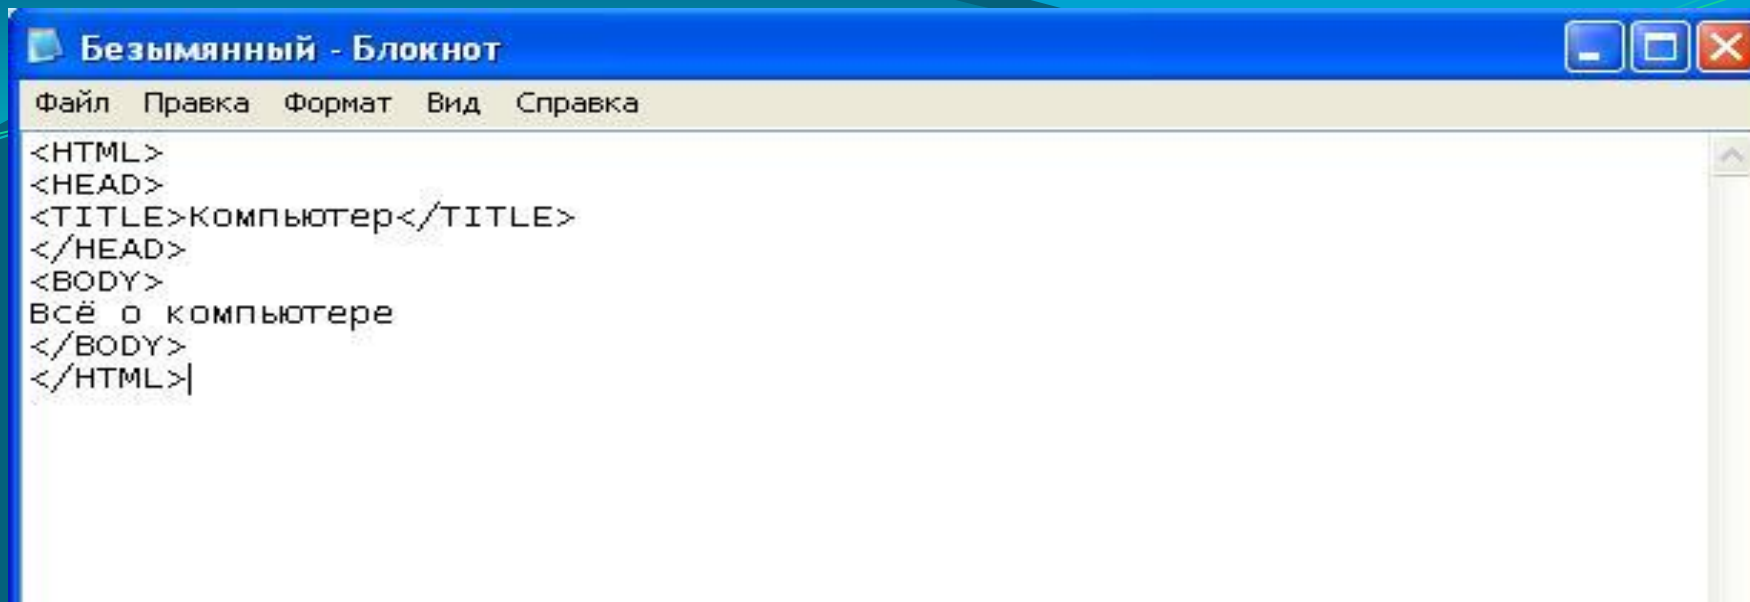 Безымянный - Блокнот
Файл Правка Формат Вид Справка
<HTML>
<HEAD>
<TITLE>Компьютер</TITLE>
</HEAD>
<BODY>
Всё о компьютере
</BODY>
</HTML>